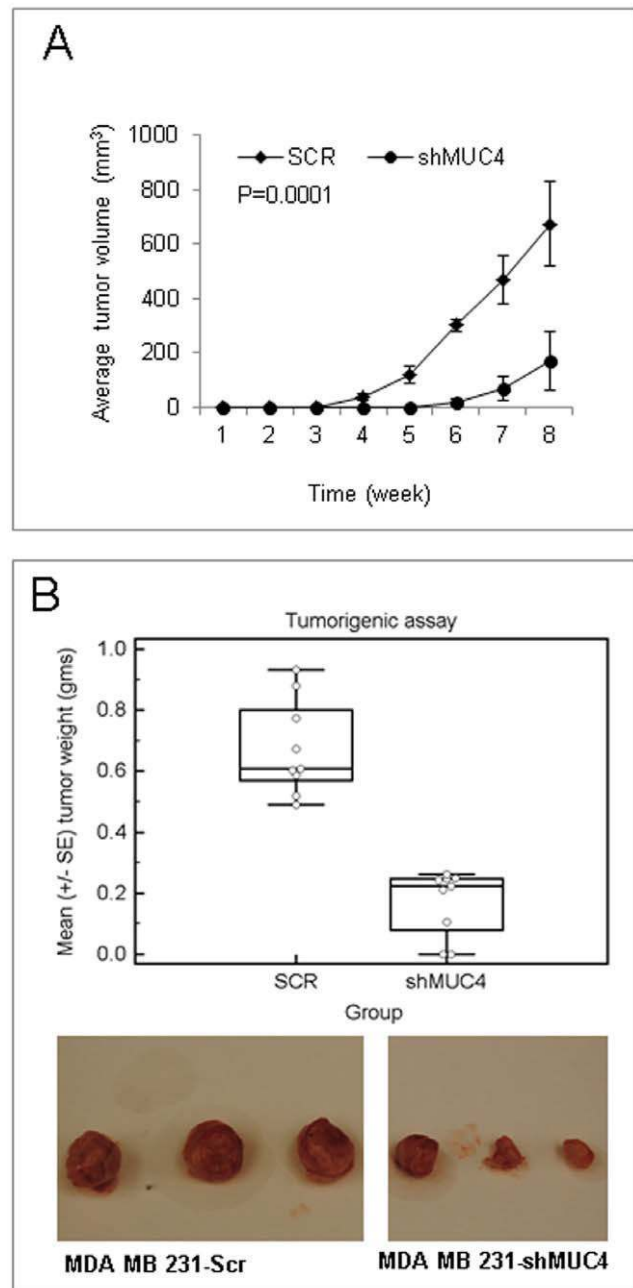 A
1000
800
600
400
200
0
Average tumor volume (mm³)
SCR shMUC4
P=0.0001
1 2 3 4 5 6 7 8
Time (week)
B
Tumorigenic assay
1.0
0.8
0.6
0.4
0.2
0.0
Mean (+/- SE) tumor weight (gms)
SCR shMUC4
Group
MDA MB 231-Scr
MDA MB 231-shMUC4